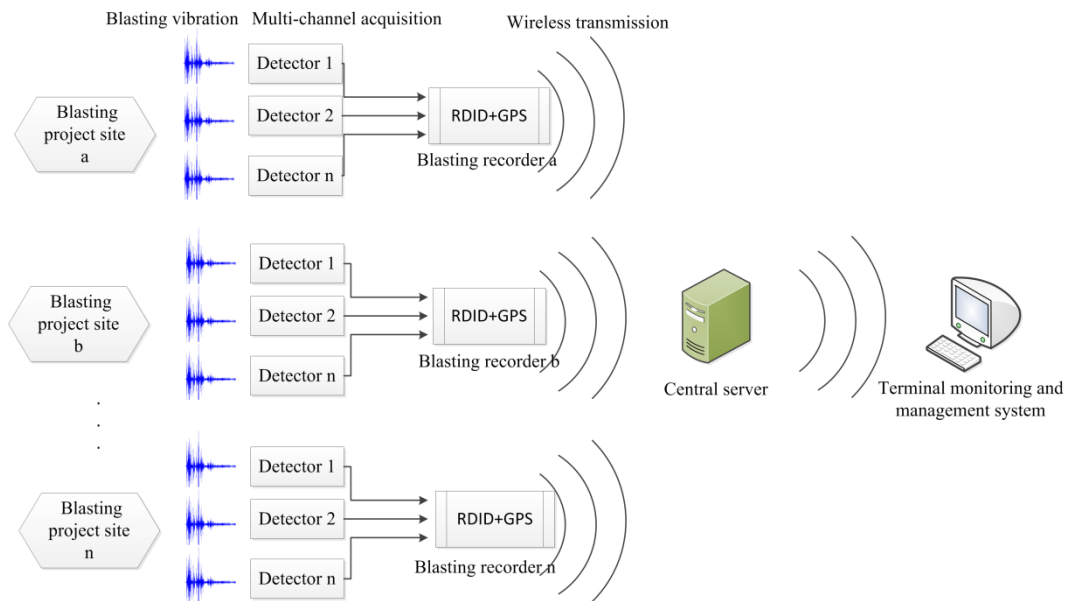 Blasting vibration
Multi-channel acquisition
Wireless transmission
Blasting
project site
a
Detector 1
Detector 2
Detector n
RDID+GPS
Blasting recorder a
Blasting
project site
b
Detector 1
Detector 2
Detector n
RDID+GPS
Blasting recorder b
Central server
Terminal monitoring and
management system
.
.
.
Blasting
project site
n
Detector 1
Detector 2
Detector n
RDID+GPS
Blasting recorder n